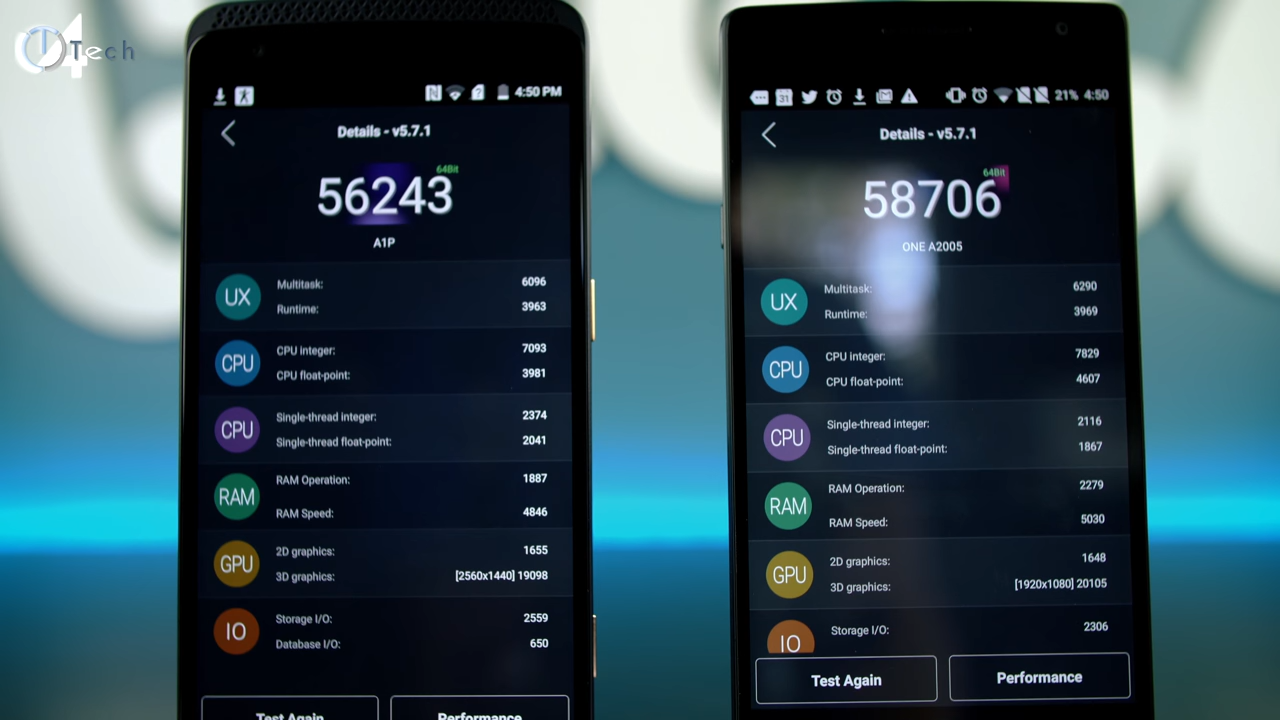 U4 Tech
4:50 PM
Details - v5.7.1
56243
64Bit
A1P
UX
Multitask: 6096
Runtime: 3963
CPU
CPU integer: 7093
CPU float-point: 3981
CPU
Single-thread integer: 2374
Single-thread float-point: 2041
RAM
RAM Operation: 1887
RAM Speed: 4846
GPU
2D graphics: 1655
3D graphics: [2560x1440] 19098
IO
Storage I/O: 2559
Database I/O: 650
Test Again
Performance
31
21% 4:50
Details - v5.7.1
58706
64Bit
ONE A2005
UX
Multitask: 6290
Runtime: 3969
CPU
CPU integer: 7829
CPU float-point: 4607
CPU
Single-thread integer: 2116
Single-thread float-point: 1867
RAM
RAM Operation: 2279
RAM Speed: 5030
GPU
2D graphics: 1648
3D graphics: [1920x1080] 20105
IO
Storage I/O: 2306
Test Again
Performance